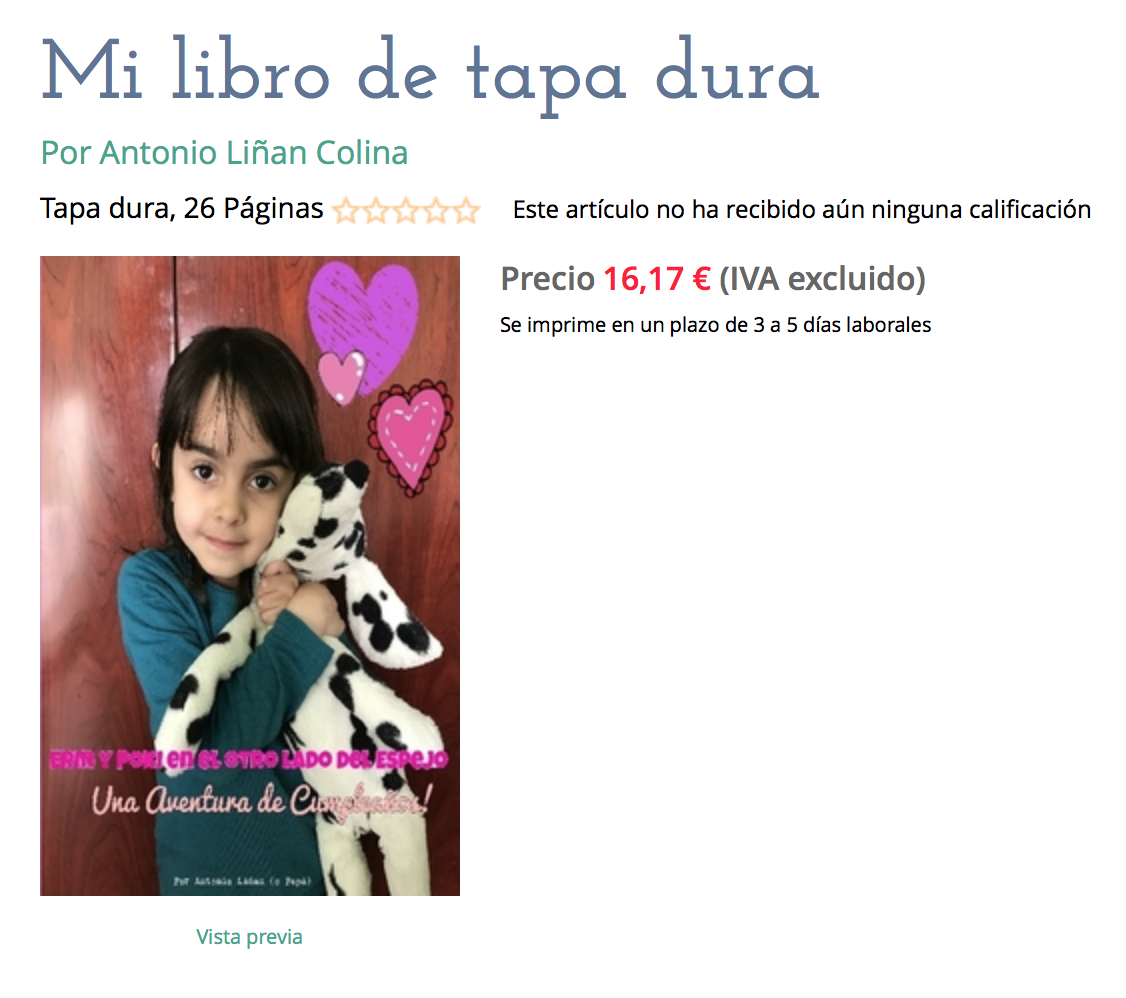 Mi libro de tapa dura
Por Antonio Liñan Colina
Tapa dura, 26 Páginas Este artículo no ha recibido aún ninguna calificación
Precio 16,17 € (IVA excluido)
Se imprime en un plazo de 3 a 5 días laborales
Y POKI en el otro lado del espejo
Una Aventura de Cumpleaños!
Por Antonio Liñan (o Papá)
Vista previa